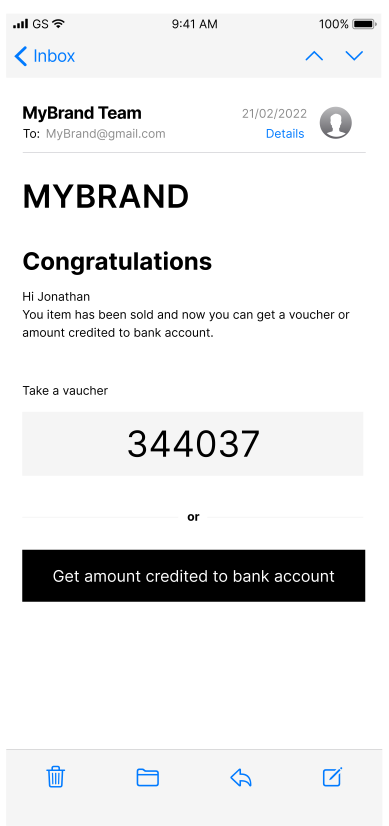 GS 9:41 AM 100%
Inbox
MyBrand Team 21/02/2022
To: MyBrand@gmail.com Details
MYBRAND
Congratulations
Hi Jonathan
You item has been sold and now you can get a voucher or
amount credited to bank account.
Take a vaucher
344037
or
Get amount credited to bank account